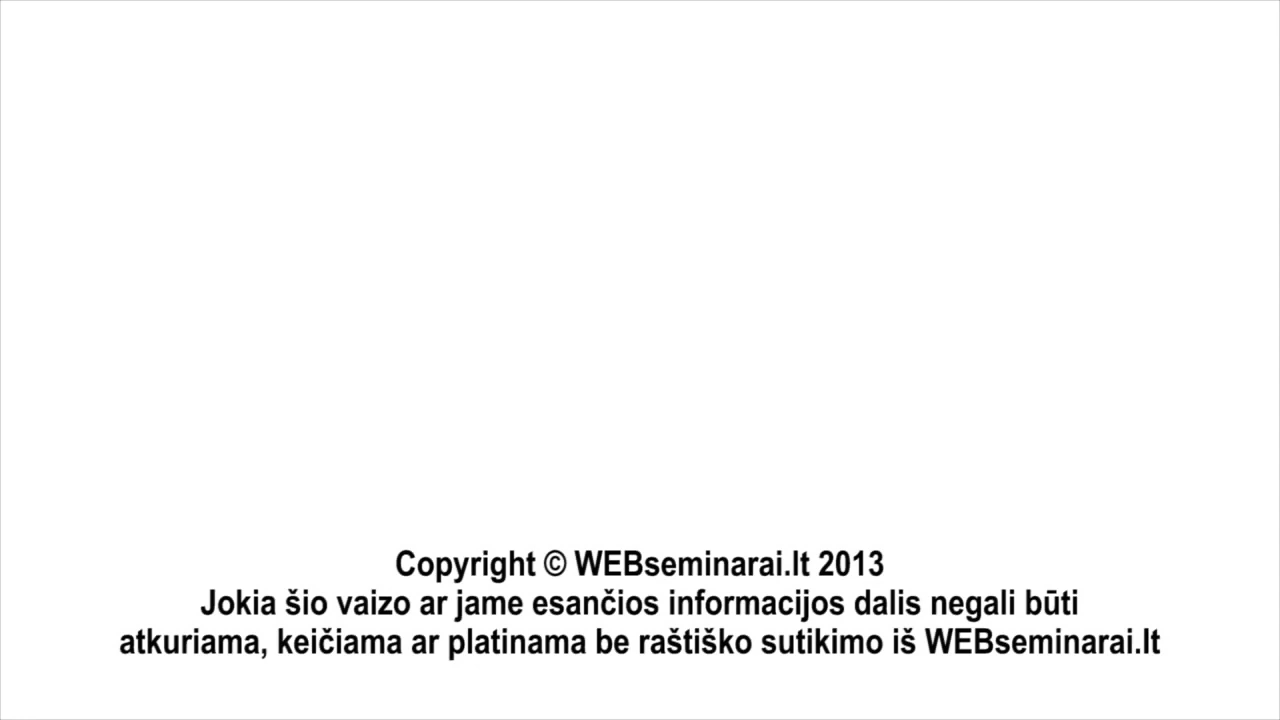 Copyright © WEBseminarai.lt 2013
Jokia šio vaizo ar jame esančios informacijos dalis negali būti
atkuriama, keičiama ar platinama be raštiško sutikimo iš WEBseminarai.lt